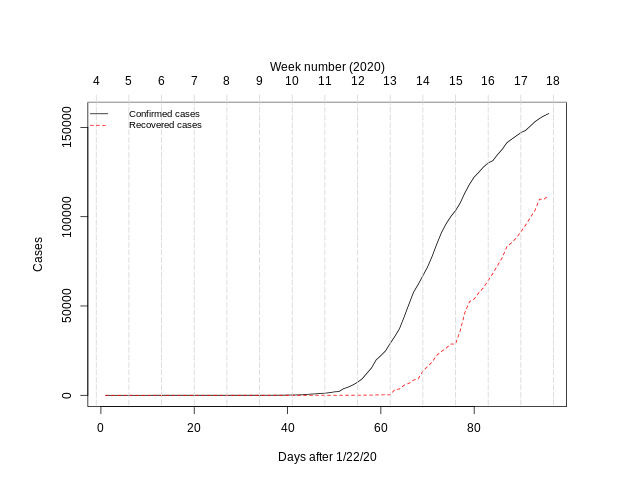 Week number (2020)
4 5 6 7 8 9 10 11 12 13 14 15 16 17 18
Confirmed cases
Recovered cases
150000
100000
50000
0
Cases
0 20 40 60 80
Days after 1/22/20